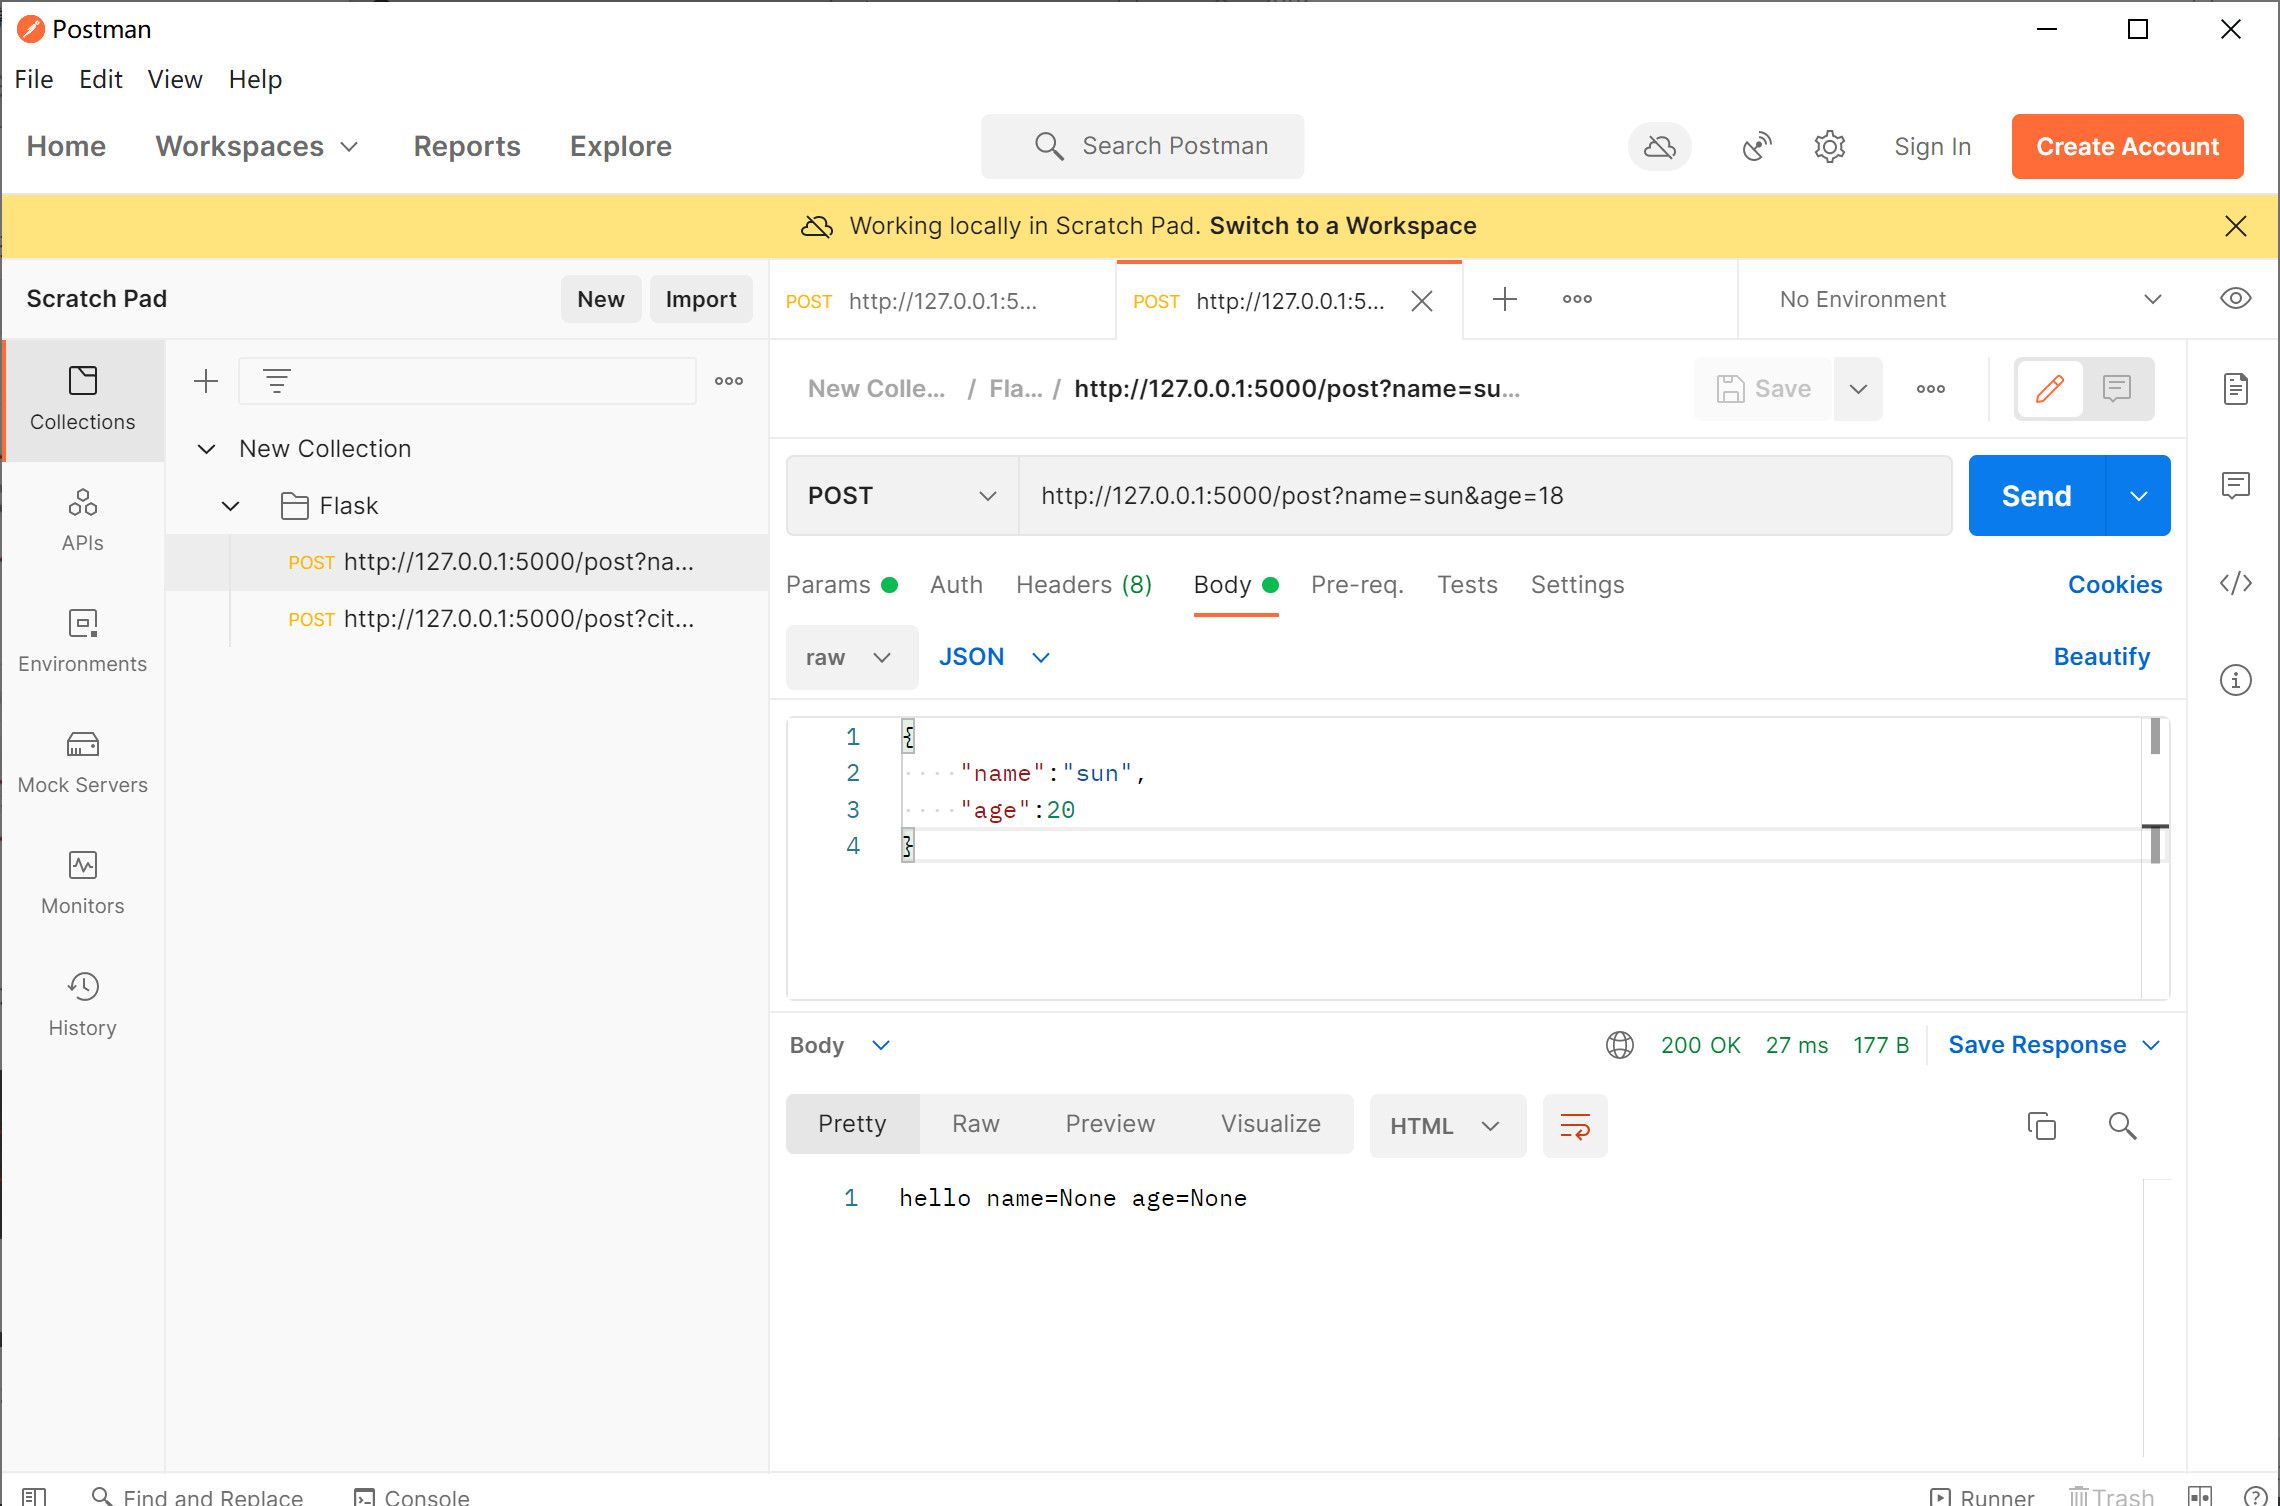 Postman
File Edit View Help
Home Workspaces Reports Explore Search Postman Sign In Create Account
Working locally in Scratch Pad. Switch to a Workspace
Scratch Pad New Import POST http://127.0.0.1:5... POST http://127.0.0.1:5... No Environment
Collections
APIs
Environments
Mock Servers
Monitors
History
New Collection
Flask
POST http://127.0.0.1:5000/post?na...
POST http://127.0.0.1:5000/post?cit...
New Colle... / Fla... / http://127.0.0.1:5000/post?name=su... Save
POST http://127.0.0.1:5000/post?name=sun&age=18 Send
Params Auth Headers (8) Body Pre-req. Tests Settings Cookies
raw JSON Beautify
1 {
2 "name":"sun",
3 "age":20
4 }
Body 200 OK 27 ms 177 B Save Response
Pretty Raw Preview Visualize HTML
1 hello name=None age=None
Find and Replace Console Runner Trash